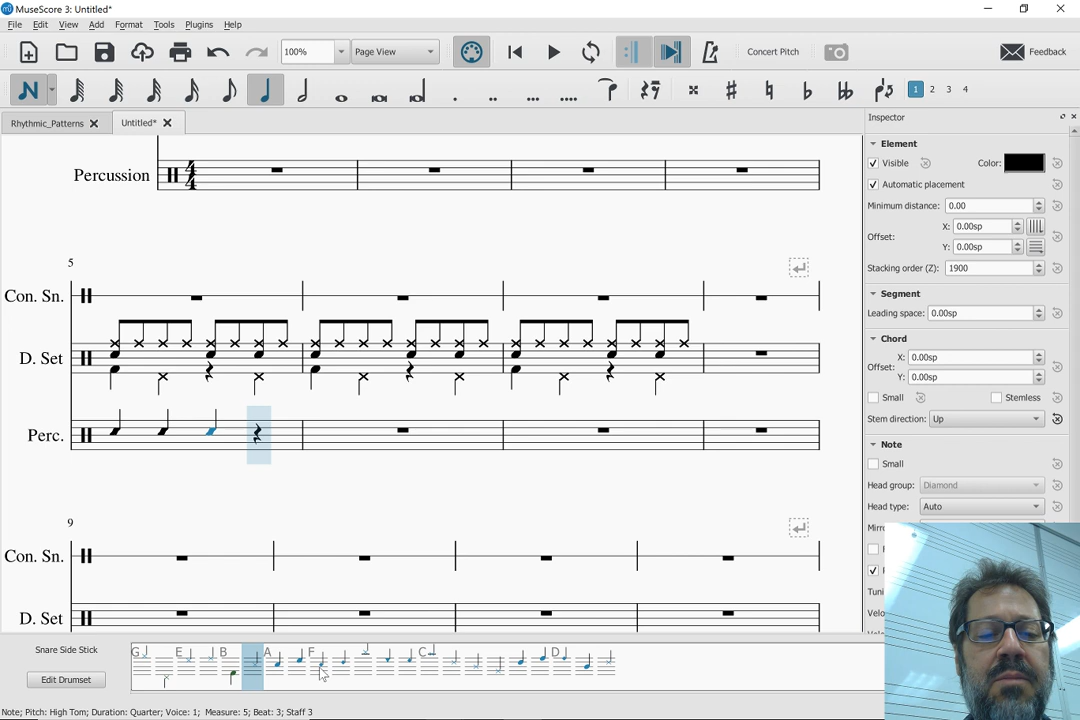 MuseScore 3: Untitled*
File Edit View Add Format Tools Plugins Help
100% Page View Concert Pitch Feedback
1 2 3 4
Rhythmic_Patterns Untitled*
Inspector
Percussion
4
4
5
Con. Sn.
D. Set
Perc.
9
Con. Sn.
D. Set
Element
Visible Color:
Automatic placement
Minimum distance: 0.00
Offset: X: 0.00sp
Y: 0.00sp
Stacking order (Z): 1900
Segment
Leading space: 0.00sp
Chord
Offset: X: 0.00sp
Y: 0.00sp
Small Stemless
Stem direction: Up
Note
Small
Head group: Diamond
Head type: Auto
Snare Side Stick
Edit Drumset
G E B A F C D
Note; Pitch: High Tom; Duration: Quarter; Voice: 1; Measure: 5; Beat: 3; Staff 3